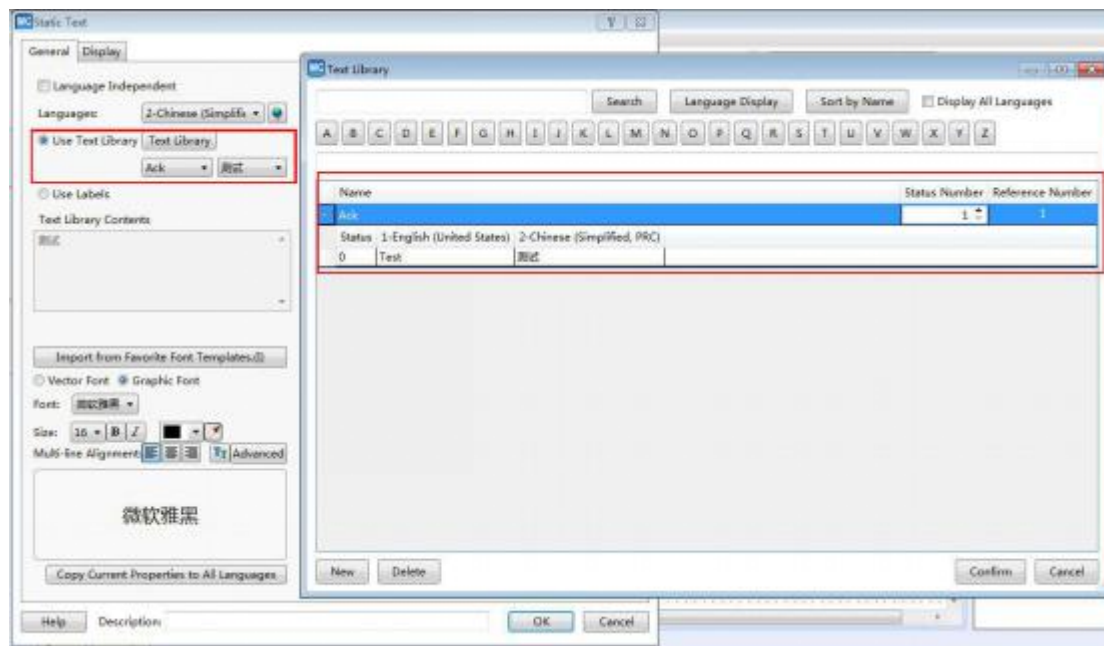 Static Text
General Display
Language Independent
Languages: 2-Chinese (Simplifi
Use Text Library Text Library
Ack 测试
Use Labels
Text Library Contents
测试
Import from Favorite Font Templates.(I)
Vector Font Graphic Font
Font: 微软雅黑
Size: 16 B I
Multi-line Alignment: Advanced
微软雅黑
Copy Current Properties to All Languages
Help Description: OK Cancel
Text Library
Search Language Display Sort by Name Display All Languages
A B C D E F G H I J K L M N O P Q R S T U V W X Y Z
Name Status Number Reference Number
Ack 1 1
Status 1-English (United States) 2-Chinese (Simplified, PRC)
0 Test 测试
New Delete Confirm Cancel